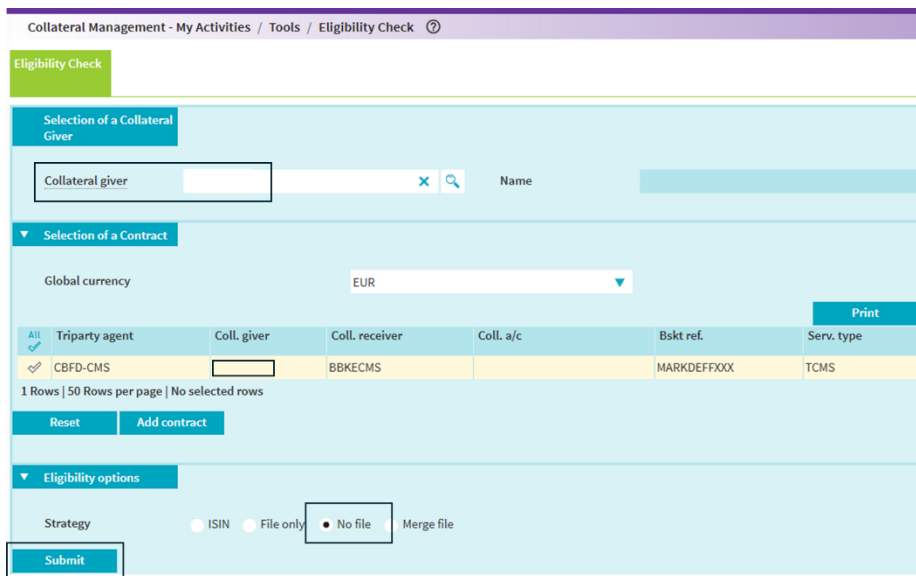 Collateral Management - My Activities / Tools / Eligibility Check ?
Eligibility Check
Selection of a Collateral
Giver
Collateral giver Name
Selection of a Contract
Global currency EUR
Print
All Triparty agent Coll. giver Coll. receiver Coll. a/c Bskt ref. Serv. type
CBFD-CMS BBKECMS MARKDEFFXXX TCMS
1 Rows | 50 Rows per page | No selected rows
Reset Add contract
Eligibility options
Strategy ISIN File only No file Merge file
Submit